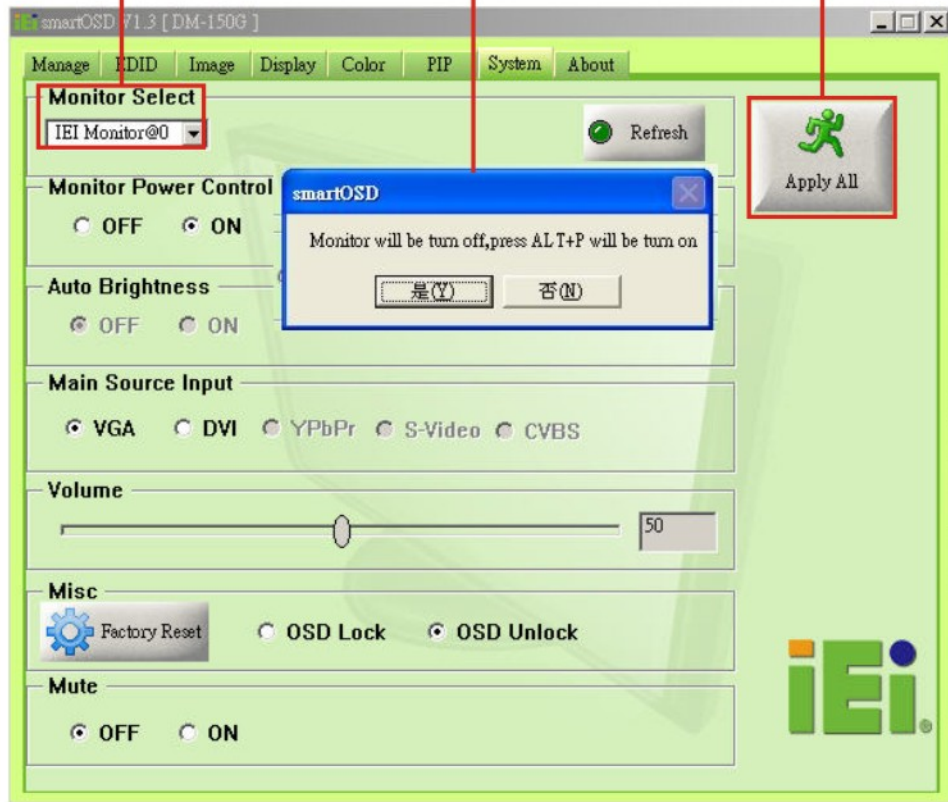 iEi smartOSD V1.3 [ DM-150G ]
Manage EDID Image Display Color PIP System About
Monitor Select
IEI Monitor@0
Refresh
Apply All
Monitor Power Control
OFF ON
smartOSD
Monitor will be turn off,press ALT+P will be turn on
是(Y) 否(N)
Auto Brightness
OFF ON
Main Source Input
VGA DVI YPbPr S-Video CVBS
Volume
50
Misc
Factory Reset OSD Lock OSD Unlock
Mute
OFF ON
iEi